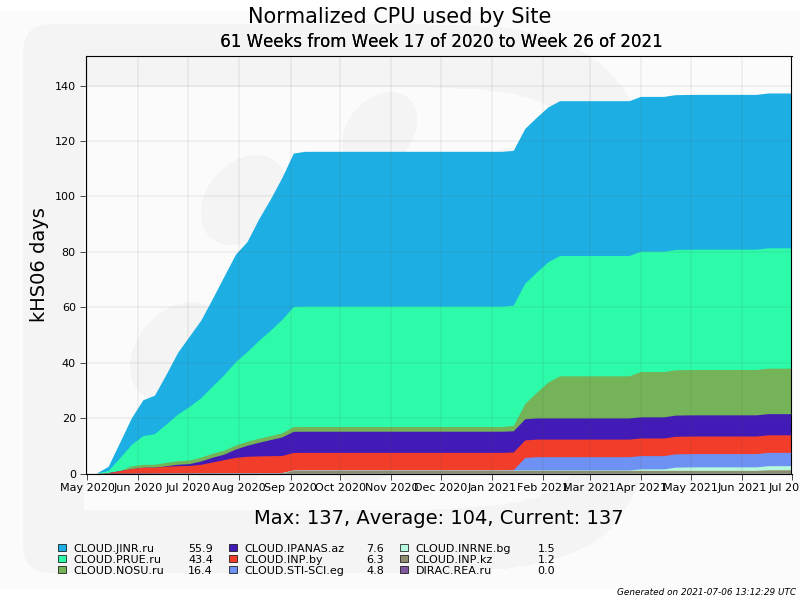 Normalized CPU used by Site
61 Weeks from Week 17 of 2020 to Week 26 of 2021
kHS06 days
140
120
100
80
60
40
20
0
May 2020 Jun 2020 Jul 2020 Aug 2020 Sep 2020 Oct 2020 Nov 2020 Dec 2020 Jan 2021 Feb 2021 Mar 2021 Apr 2021 May 2021 Jun 2021 Jul 20
Max: 137, Average: 104, Current: 137
CLOUD.JINR.ru 55.9 CLOUD.IPANAS.az 7.6 CLOUD.INRNE.bg 1.5
CLOUD.PRUE.ru 43.4 CLOUD.INP.by 6.3 CLOUD.INP.kz 1.2
CLOUD.NOSU.ru 16.4 CLOUD.STI-SCI.eg 4.8 DIRAC.REA.ru 0.0
Generated on 2021-07-06 13:12:29 UTC